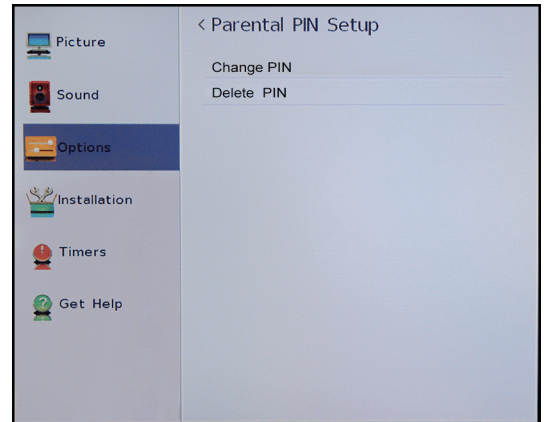 < Parental PIN Setup
Change PIN
Delete PIN
Picture
Sound
Options
Installation
Timers
Get Help